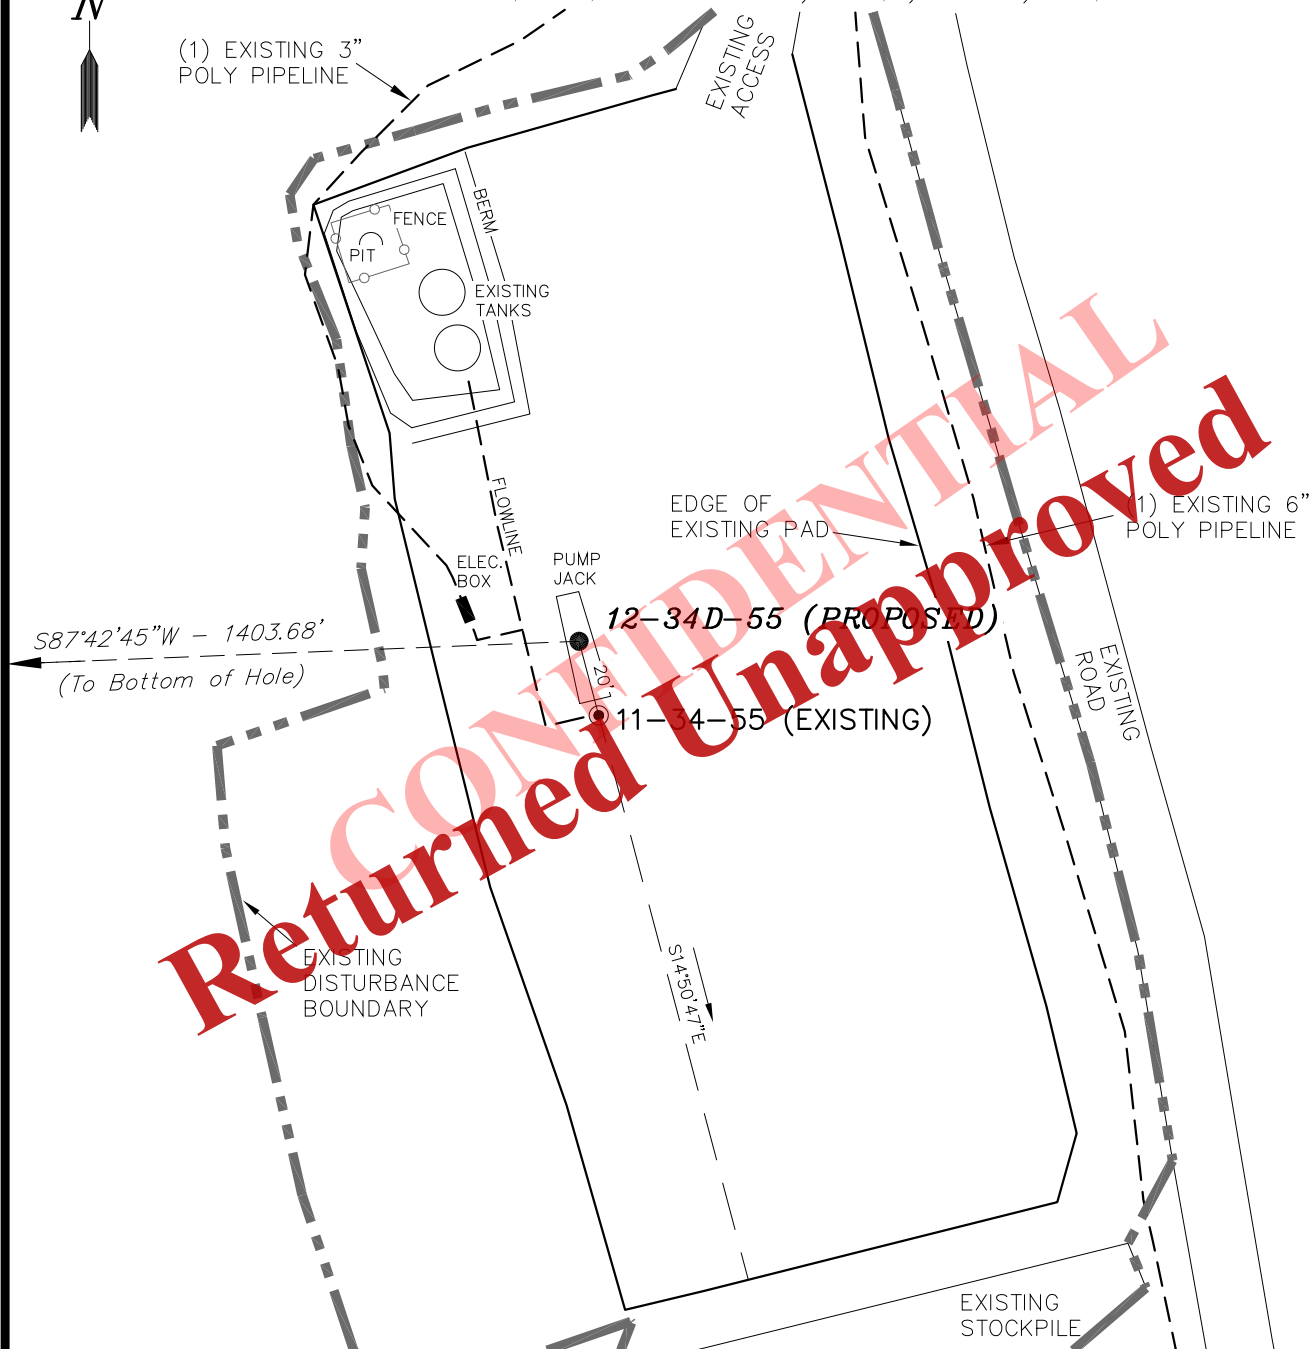 N
(1) EXISTING 3"
POLY PIPELINE
EXISTING
ACCESS
BERM
FENCE
PIT
EXISTING
TANKS
FLOWLINE
EDGE OF
EXISTING PAD
(1) EXISTING 6"
POLY PIPELINE
ELEC.
BOX
PUMP
JACK
12-34D-55 (PROPOSED)
S87°42'45"W - 1403.68'
(To Bottom of Hole)
20'
11-34-55 (EXISTING)
EXISTING
ROAD
CONFIDENTIAL
Returned Unapproved
EXISTING
DISTURBANCE
BOUNDARY
S14°50'47"E
EXISTING
STOCKPILE